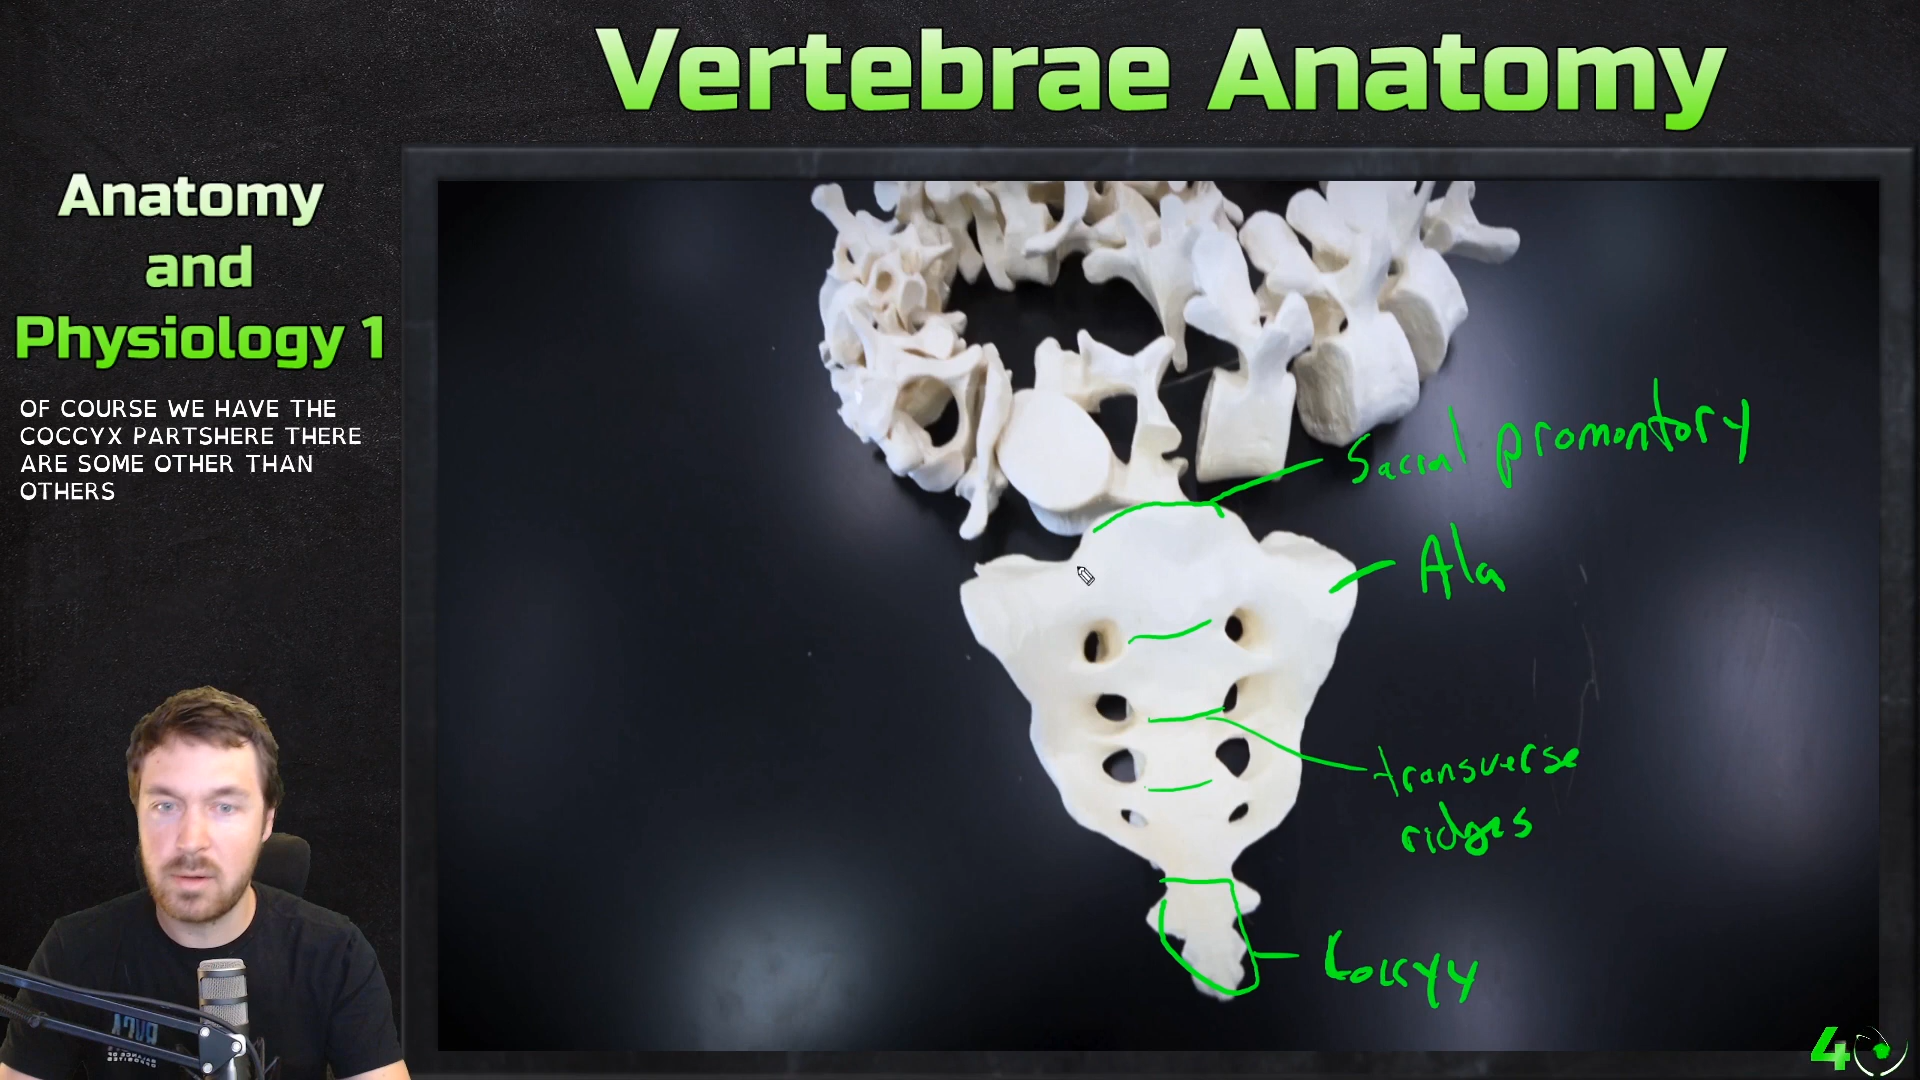 Vertebrae Anatomy
Anatomy
and
Physiology 1
OF COURSE WE HAVE THE
COCCYX PARTSHERE THERE
ARE SOME OTHER THAN
OTHERS
Sacral promontory
Ala
transverse
ridges
Coccyx
4